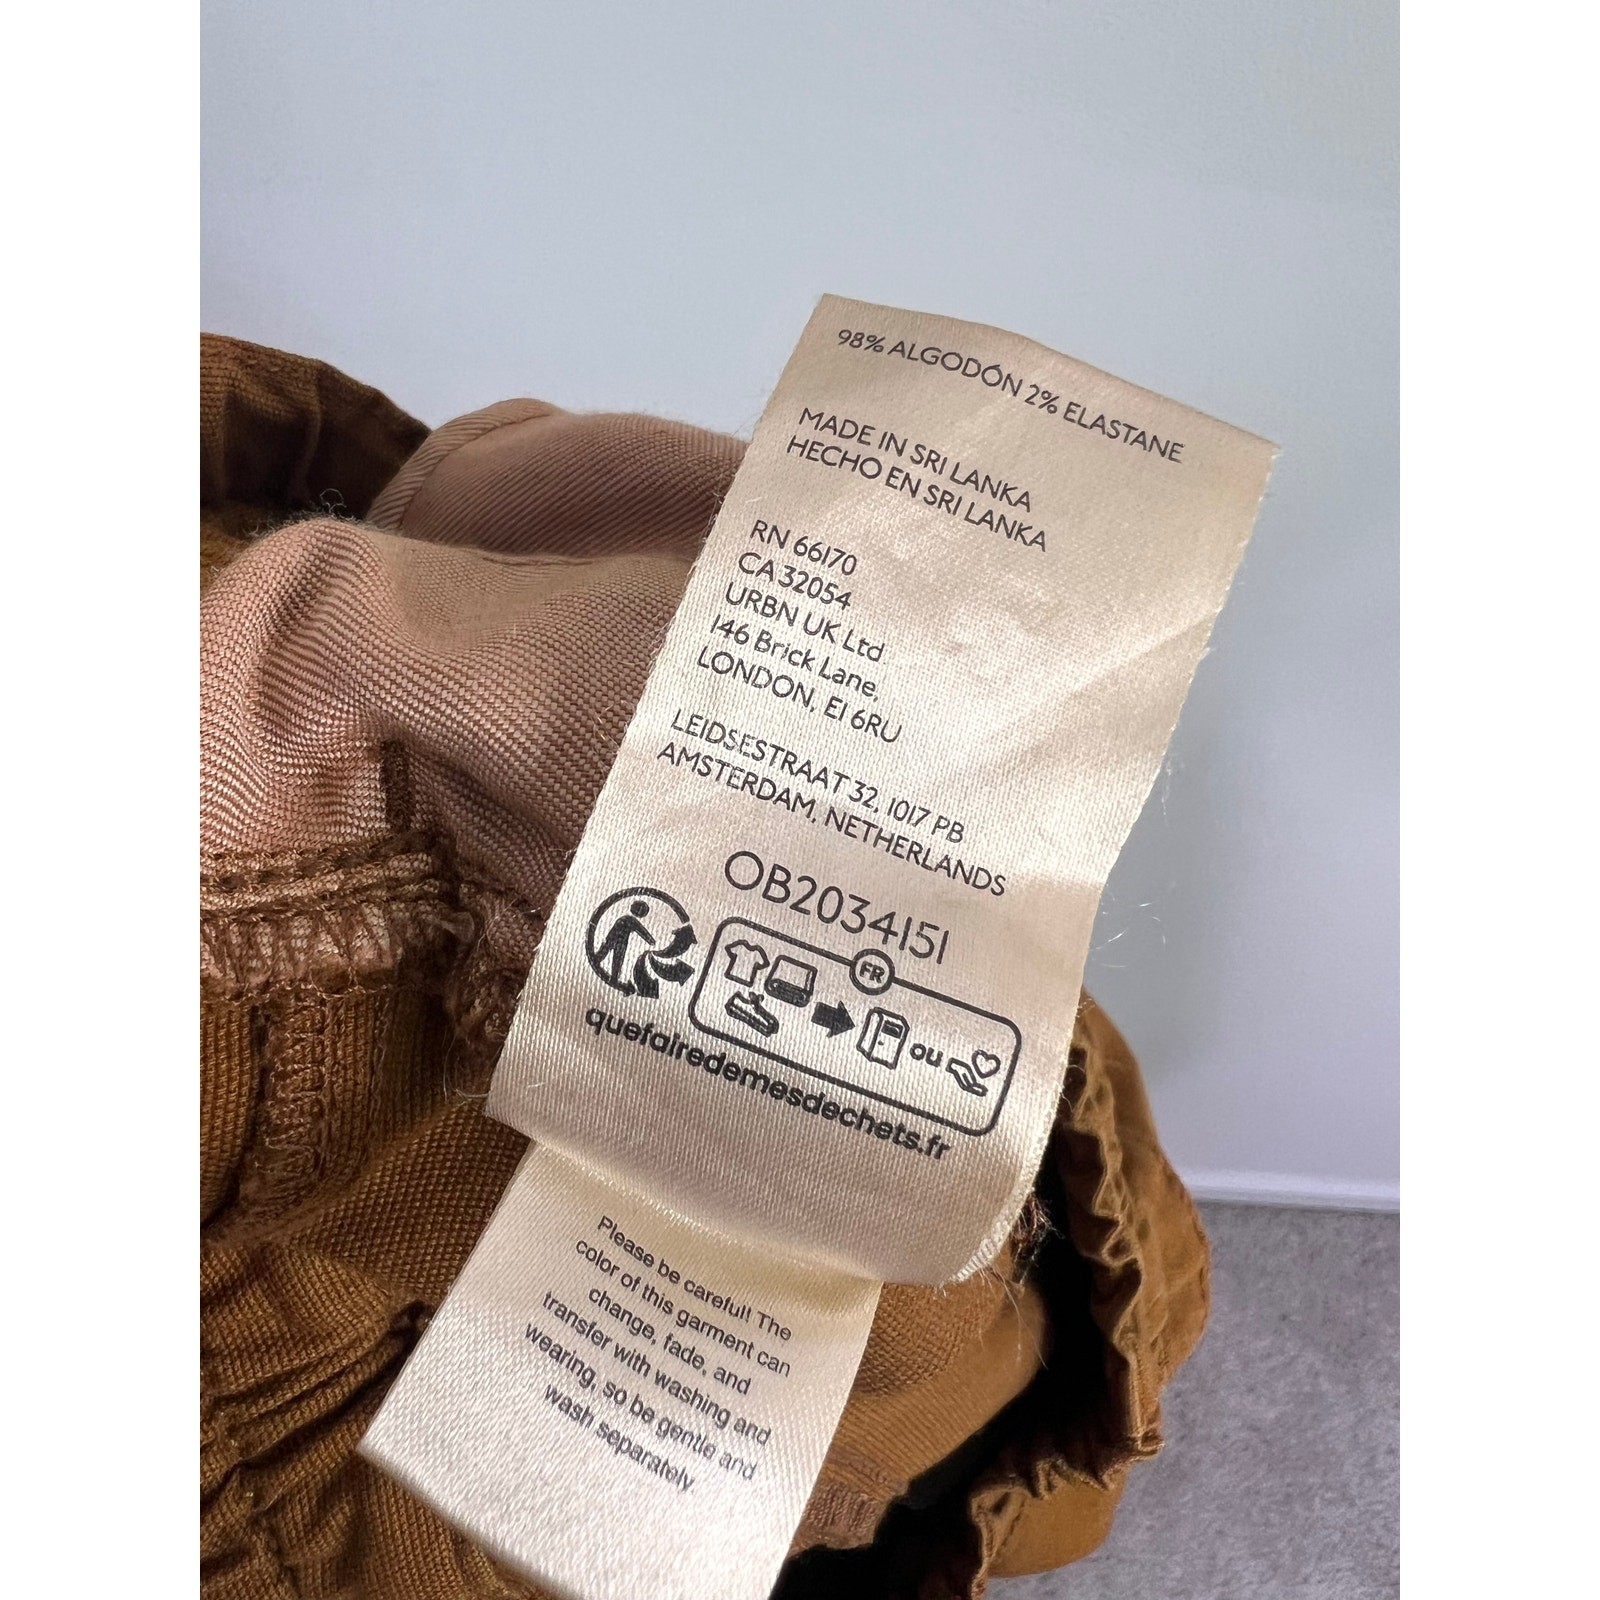 98% ALGODÓN 2% ELASTANE
MADE IN SRI LANKA
HECHO EN SRI LANKA
RN 66170
CA 32054
URBN UK Ltd.
146 Brick Lane,
LONDON, E1 6RU
LEIDSESTRAAT 32, 1017 PB
AMSTERDAM, NETHERLANDS
OB2034151
FR
ou
quefairedemesdechets.fr
Please be careful! The
color of this garment can
change, fade, and
transfer with washing and
wearing, so be gentle and
wash separately